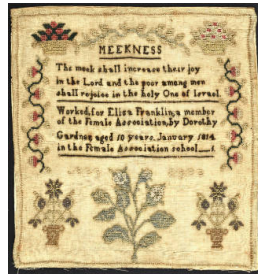 MEEKNESS
The meek shall increase their joy
in the Lord and the poor among men
shall rejoice in the holy One of Israel.
Worked for Eliza Franklin, a member
of the Female Association, by Dorothy
Gardner aged 10 years, January 1814
in the Female Association school